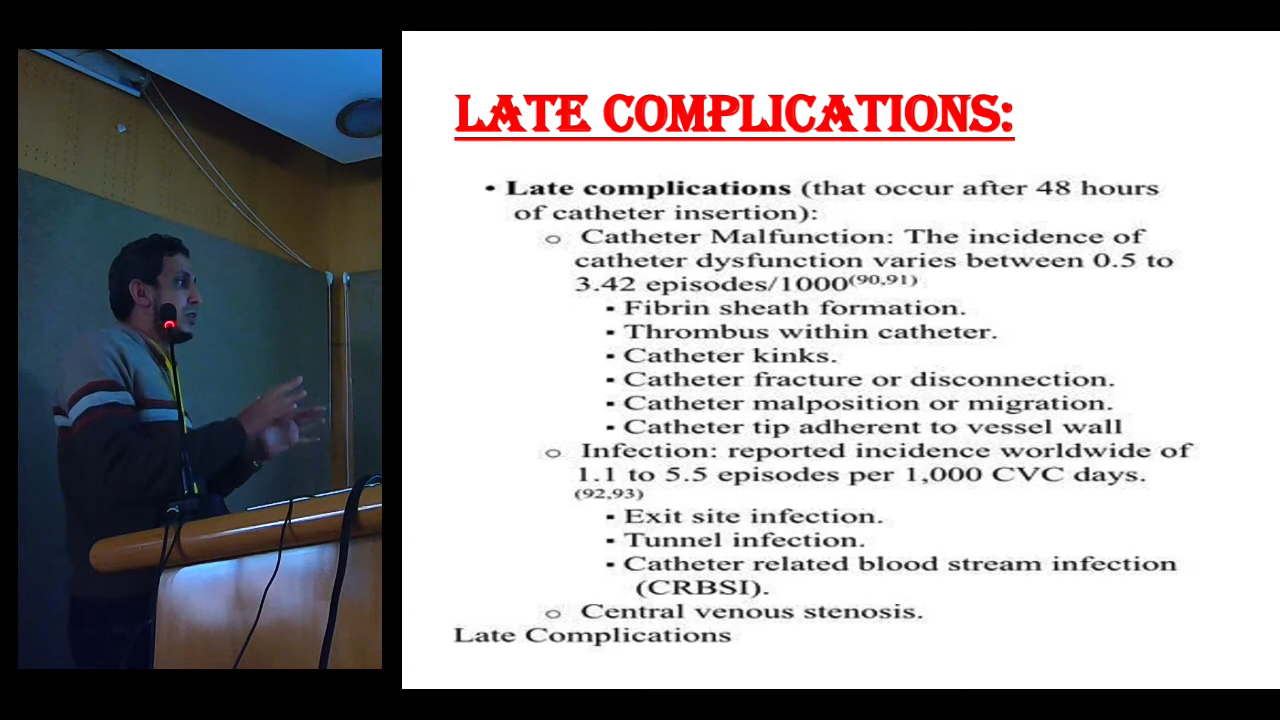 LATE COMPLICATIONS:
• Late complications (that occur after 48 hours
of catheter insertion):
o Catheter Malfunction: The incidence of
catheter dysfunction varies between 0.5 to
3.42 episodes/1000(90,91)
▪ Fibrin sheath formation.
▪ Thrombus within catheter.
▪ Catheter kinks.
▪ Catheter fracture or disconnection.
▪ Catheter malposition or migration.
▪ Catheter tip adherent to vessel wall
o Infection: reported incidence worldwide of
1.1 to 5.5 episodes per 1,000 CVC days.
(92,93)
▪ Exit site infection.
▪ Tunnel infection.
▪ Catheter related blood stream infection
(CRBSI).
o Central venous stenosis.
Late Complications